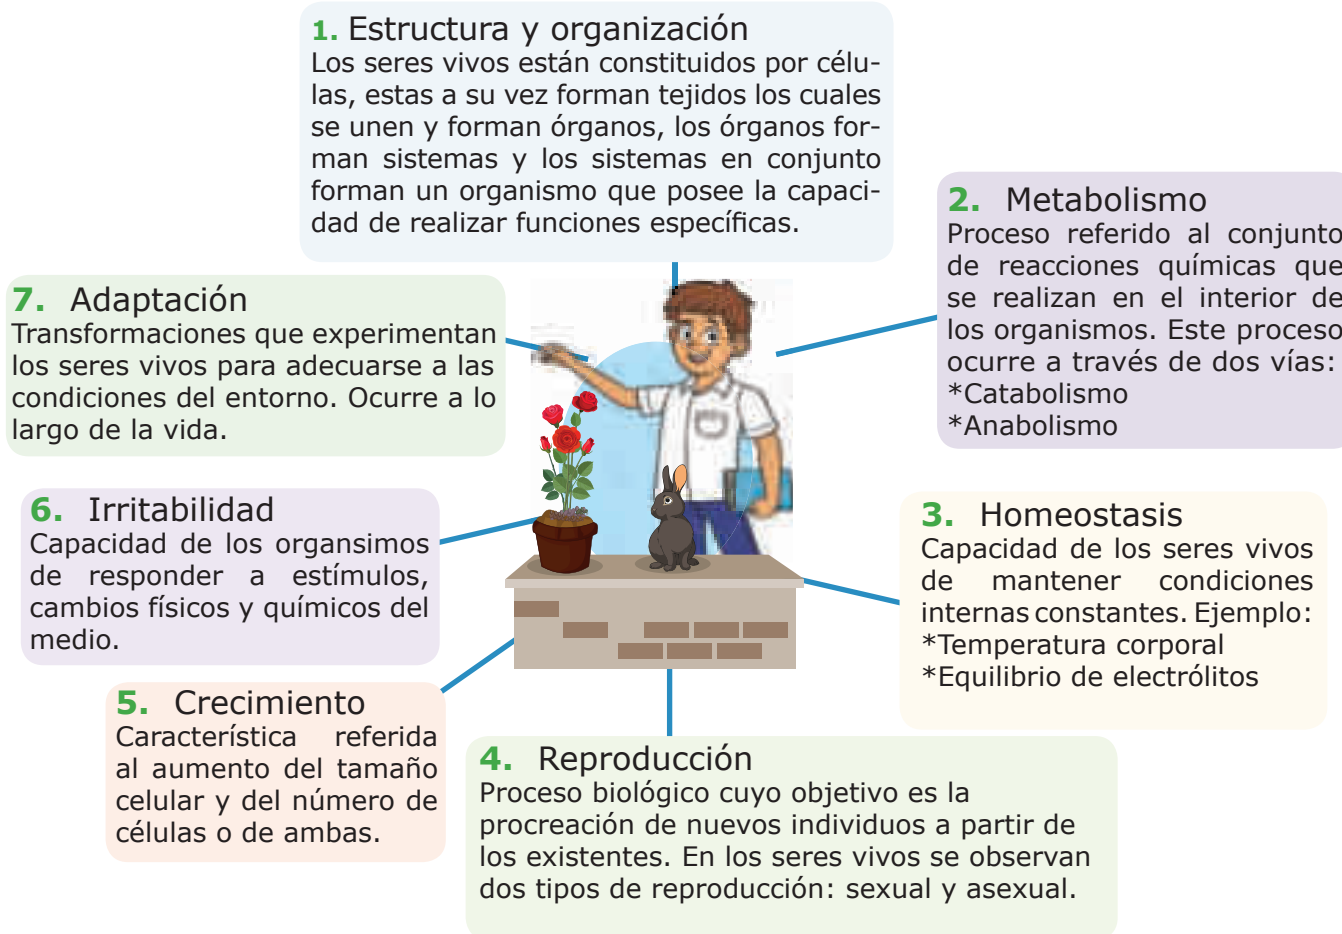 1. Estructura y organización
Los seres vivos están constituidos por célu-
las, estas a su vez forman tejidos los cuales
se unen y forman órganos, los órganos for-
man sistemas y los sistemas en conjunto
forman un organismo que posee la capaci-
dad de realizar funciones específicas.
2. Metabolismo
Proceso referido al conjunto
de reacciones químicas que
se realizan en el interior de
los organismos. Este proceso
ocurre a través de dos vías:
*Catabolismo
*Anabolismo
3. Homeostasis
Capacidad de los seres vivos
de mantener condiciones
internas constantes. Ejemplo:
*Temperatura corporal
*Equilibrio de electrólitos
4. Reproducción
Proceso biológico cuyo objetivo es la
procreación de nuevos individuos a partir de
los existentes. En los seres vivos se observan
dos tipos de reproducción: sexual y asexual.
5. Crecimiento
Característica referida
al aumento del tamaño
celular y del número de
células o de ambas.
6. Irritabilidad
Capacidad de los organsimos
de responder a estímulos,
cambios físicos y químicos del
medio.
7. Adaptación
Transformaciones que experimentan
los seres vivos para adecuarse a las
condiciones del entorno. Ocurre a lo
largo de la vida.